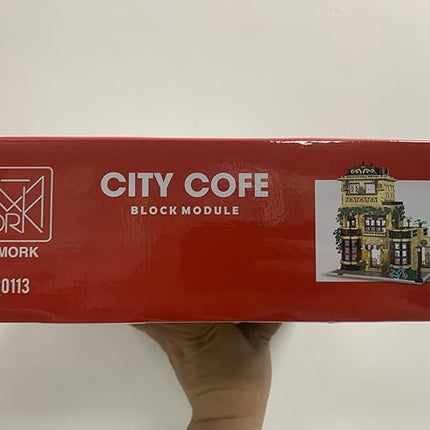 CITY COFE
BLOCK MODULE
MORK
0113